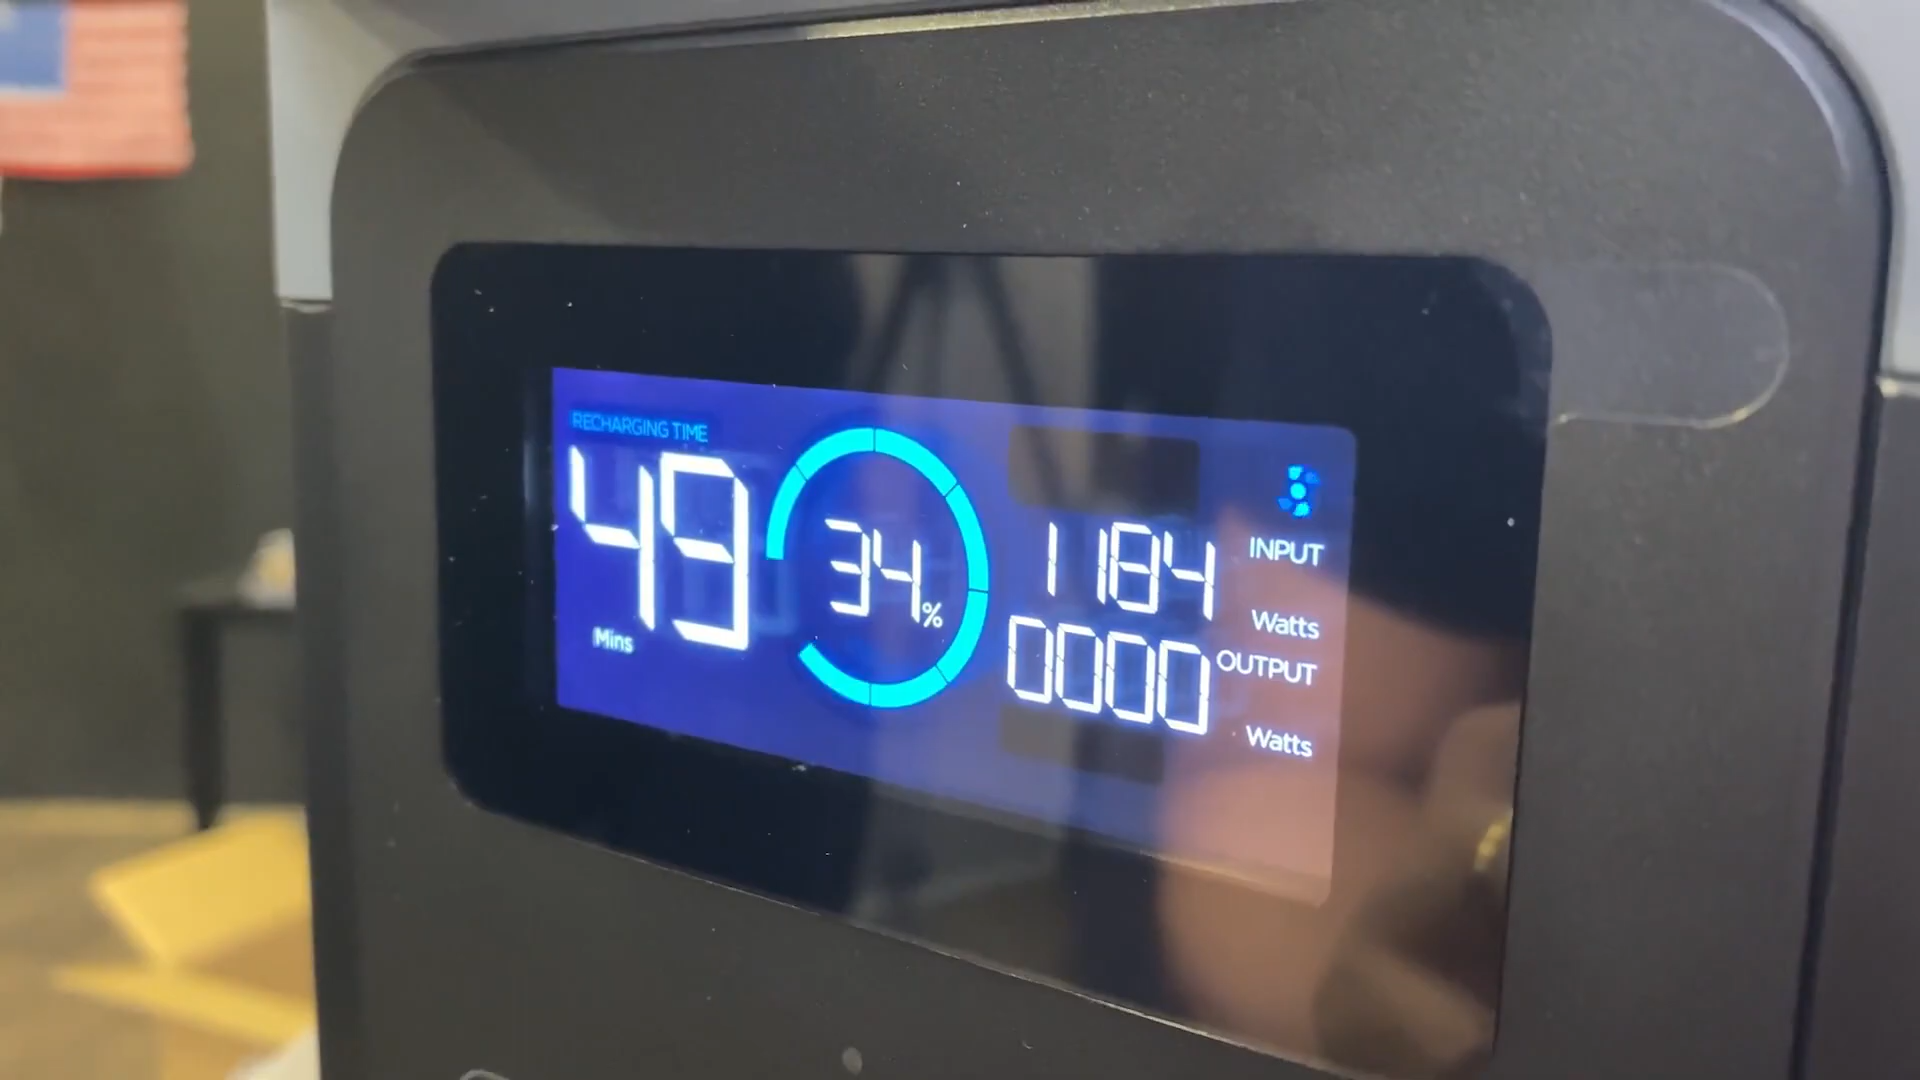 RECHARGING TIME
49
Mins
34%
1184 INPUT
Watts
0000 OUTPUT
Watts